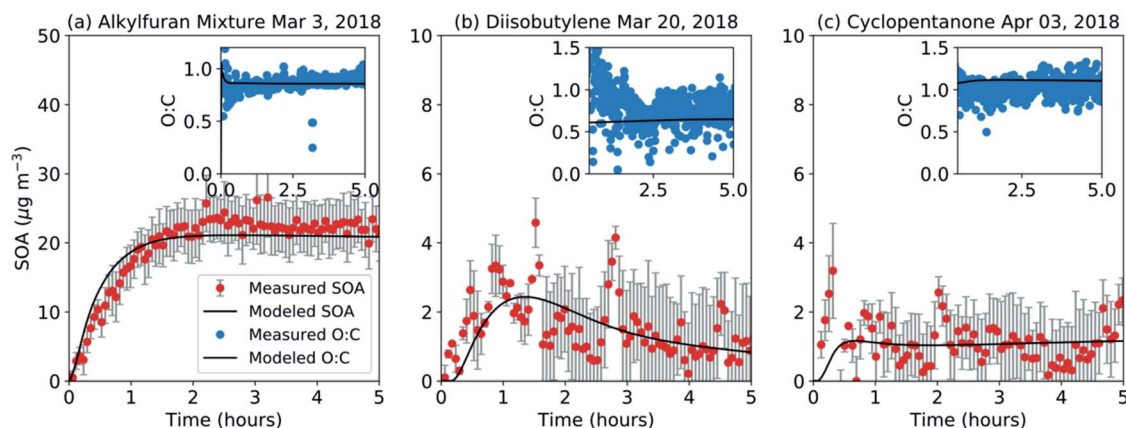 (a) Alkylfuran Mixture Mar 3, 2018
(b) Diisobutylene Mar 20, 2018
(c) Cyclopentanone Apr 03, 2018
SOA (μg m⁻³)
50
40
30
20
10
0
O:C
1.0
0.5
0.0
0.0
2.5
5.0
Measured SOA
Modeled SOA
Measured O:C
Modeled O:C
0 1 2 3 4 5
Time (hours)
10
8
6
4
2
0
O:C
1.5
1.0
0.5
0.0
2.5
5.0
0 1 2 3 4 5
Time (hours)
10
8
6
4
2
0
O:C
1.5
1.0
0.5
0.0
2.5
5.0
0 1 2 3 4 5
Time (hours)